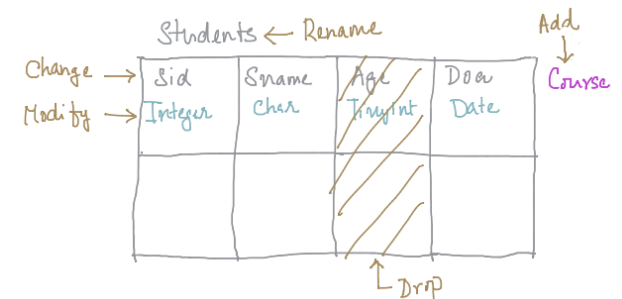 Students ← Rename
Add
Change → Sid Sname Age Doa Course
Modify → Integer Char TinyInt Date
Drop